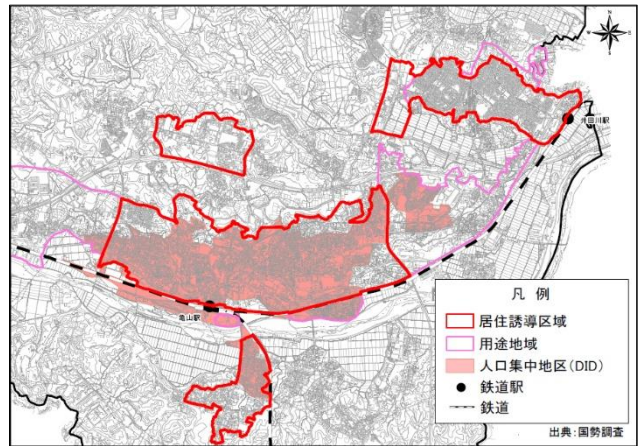 N
井田川駅
亀山駅
凡例
居住誘導区域
用途地域
人口集中地区(DID)
鉄道駅
鉄道
出典:国勢調査